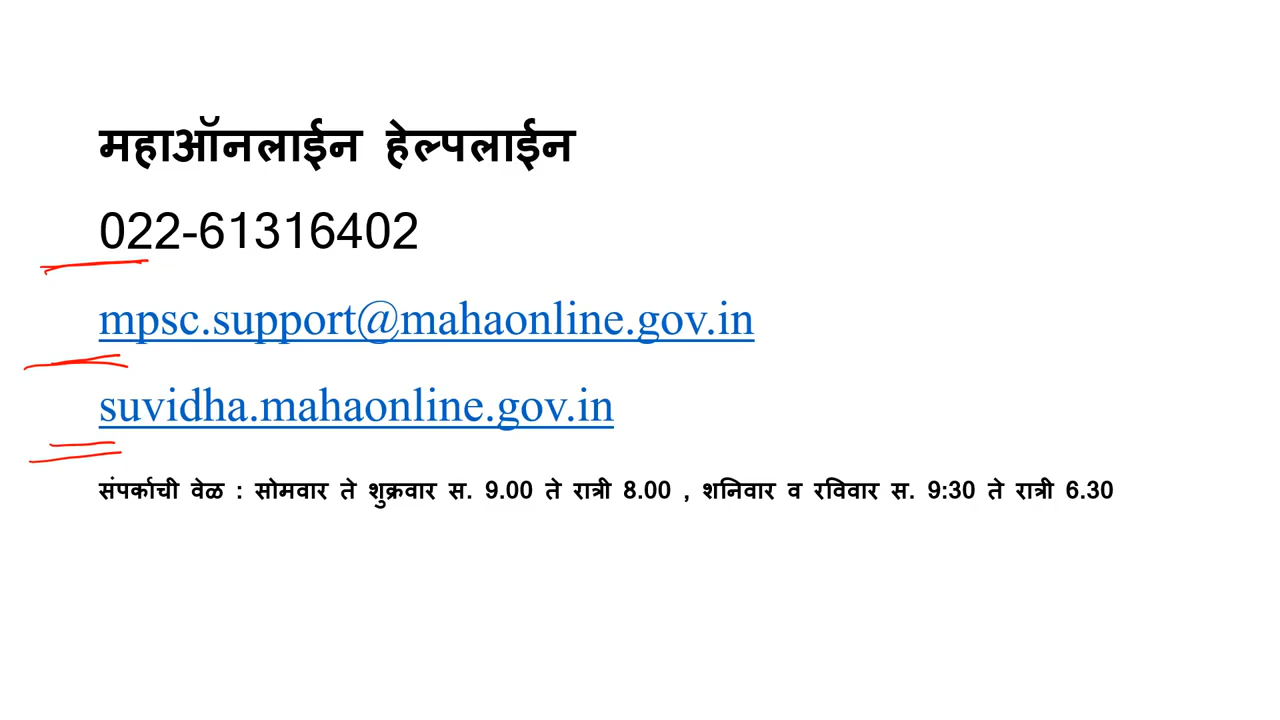 महाऑनलाईन हेल्पलाईन
022-61316402
mpsc.support@mahaonline.gov.in
suvidha.mahaonline.gov.in
संपर्काची वेळ : सोमवार ते शुक्रवार स. 9.00 ते रात्री 8.00 , शनिवार व रविवार स. 9:30 ते रात्री 6.30